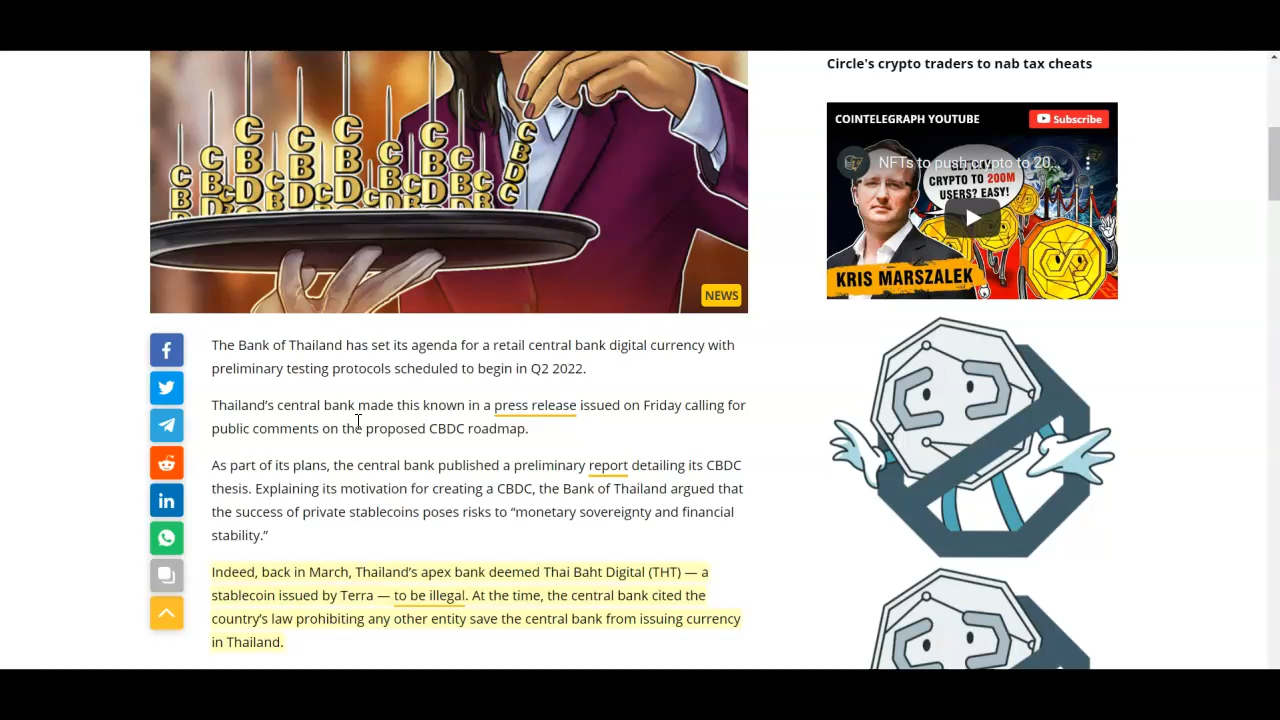 C
B
D
C
B
D
C
B
D
C
B
D
C
B
D
C
NEWS
Circle's crypto traders to nab tax cheats
COINTELEGRAPH YOUTUBE
Subscribe
NFTs to push crypto to 20...
CRYPTO TO 200M
USERS? EASY!
KRIS MARSZALEK
The Bank of Thailand has set its agenda for a retail central bank digital currency with
preliminary testing protocols scheduled to begin in Q2 2022.
Thailand’s central bank made this known in a press release issued on Friday calling for
public comments on the proposed CBDC roadmap.
As part of its plans, the central bank published a preliminary report detailing its CBDC
thesis. Explaining its motivation for creating a CBDC, the Bank of Thailand argued that
the success of private stablecoins poses risks to “monetary sovereignty and financial
stability.”
Indeed, back in March, Thailand’s apex bank deemed Thai Baht Digital (THT) — a
stablecoin issued by Terra — to be illegal. At the time, the central bank cited the
country’s law prohibiting any other entity save the central bank from issuing currency
in Thailand.